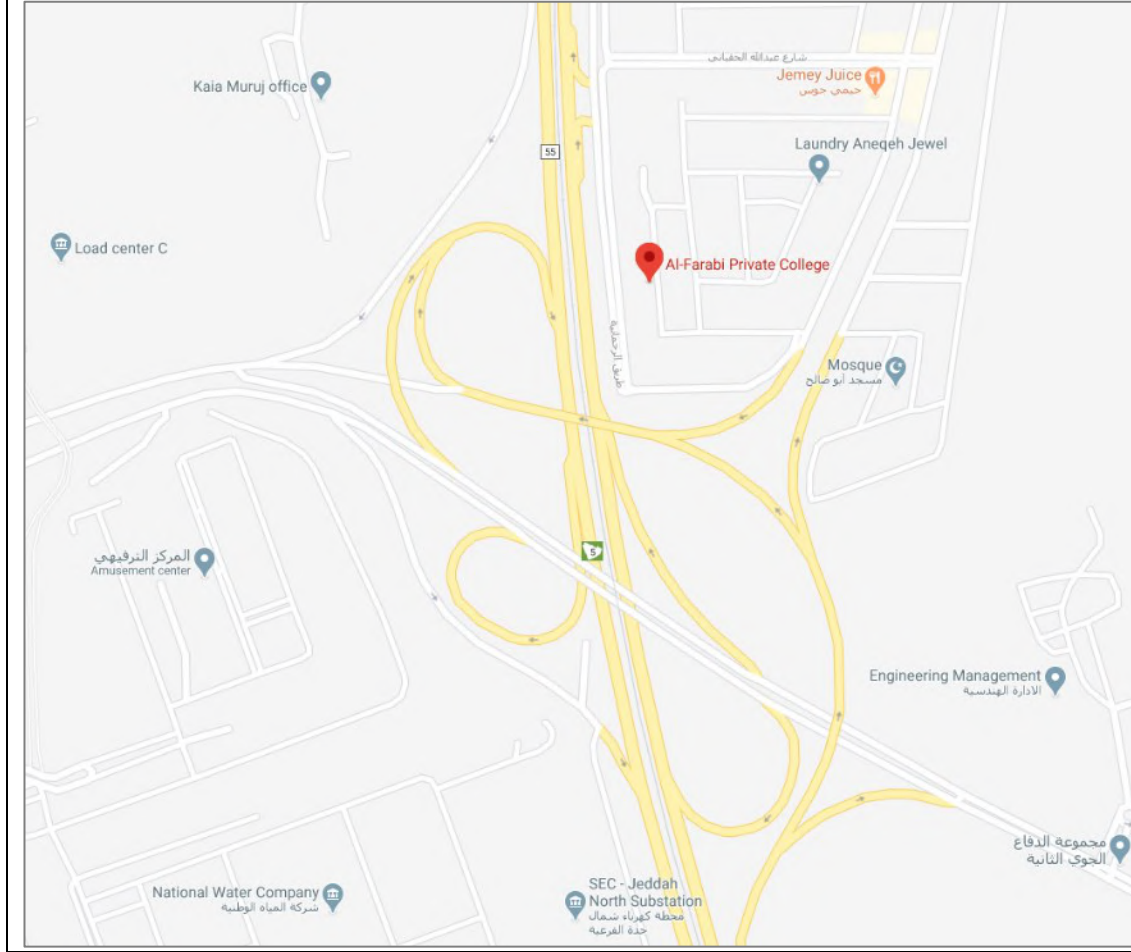 شارع عبدالله الحقباني
Kaia Muruj office
Jemey Juice
جيمي جوس
Laundry Aneqeh Jewel
55
Load center C
Al-Farabi Private College
طريق الرحمانية
Mosque
مسجد أبو صالح
5
المركز الترفيهي
Amusement center
Engineering Management
الادارة الهندسية
مجموعة الدفاع
الجوي الثانية
National Water Company
شركة المياه الوطنية
SEC - Jeddah
North Substation
محطة كهرباء شمال
جدة الفرعية